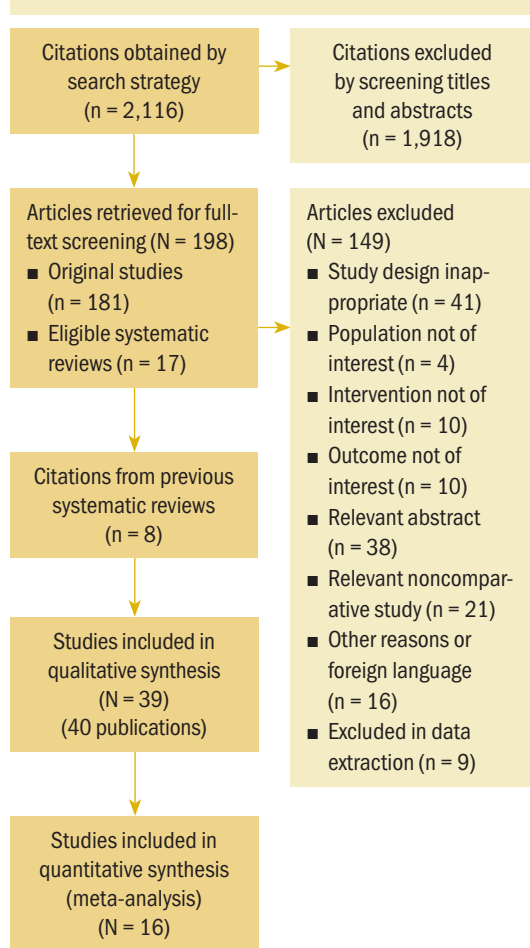 Citations obtained by
search strategy
(n = 2,116)
Citations excluded
by screening titles
and abstracts
(n = 1,918)
Articles retrieved for full-
text screening (N = 198)
■ Original studies
(n = 181)
■ Eligible systematic
reviews (n = 17)
Articles excluded
(N = 149)
■ Study design inap-
propriate (n = 41)
■ Population not of
interest (n = 4)
■ Intervention not of
interest (n = 10)
■ Outcome not of
interest (n = 10)
■ Relevant abstract
(n = 38)
■ Relevant noncompar-
ative study (n = 21)
■ Other reasons or
foreign language
(n = 16)
■ Excluded in data
extraction (n = 9)
Citations from previous
systematic reviews
(n = 8)
Studies included in
qualitative synthesis
(N = 39)
(40 publications)
Studies included in
quantitative synthesis
(meta-analysis)
(N = 16)